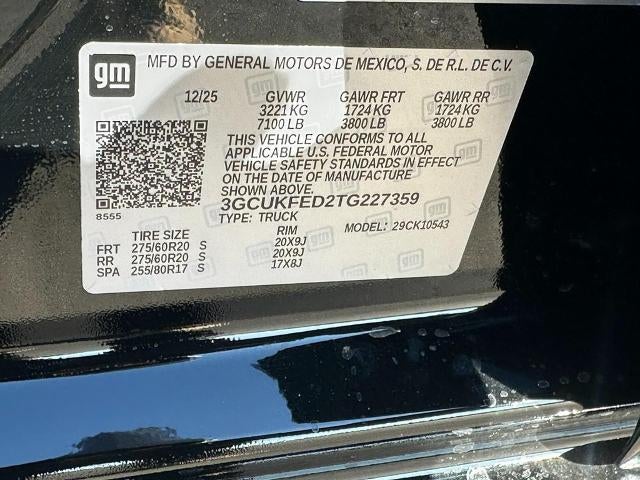 gm MFD BY GENERAL MOTORS DE MEXICO, S. DE R.L. DE C.V.
12/25 GVWR GAWR FRT GAWR RR
3221 KG 1724 KG 1724 KG
7100 LB 3800 LB 3800 LB
THIS VEHICLE CONFORMS TO ALL
APPLICABLE U.S. FEDERAL MOTOR
VEHICLE SAFETY STANDARDS IN EFFECT
ON THE DATE OF MANUFACTURE
SHOWN ABOVE.
8555 3GCUKFED2TG227359
TYPE: TRUCK MODEL: 29CK10543
TIRE SIZE RIM
FRT 275/60R20 S 20X9J
RR 275/60R20 S 20X9J
SPA 255/80R17 S 17X8J